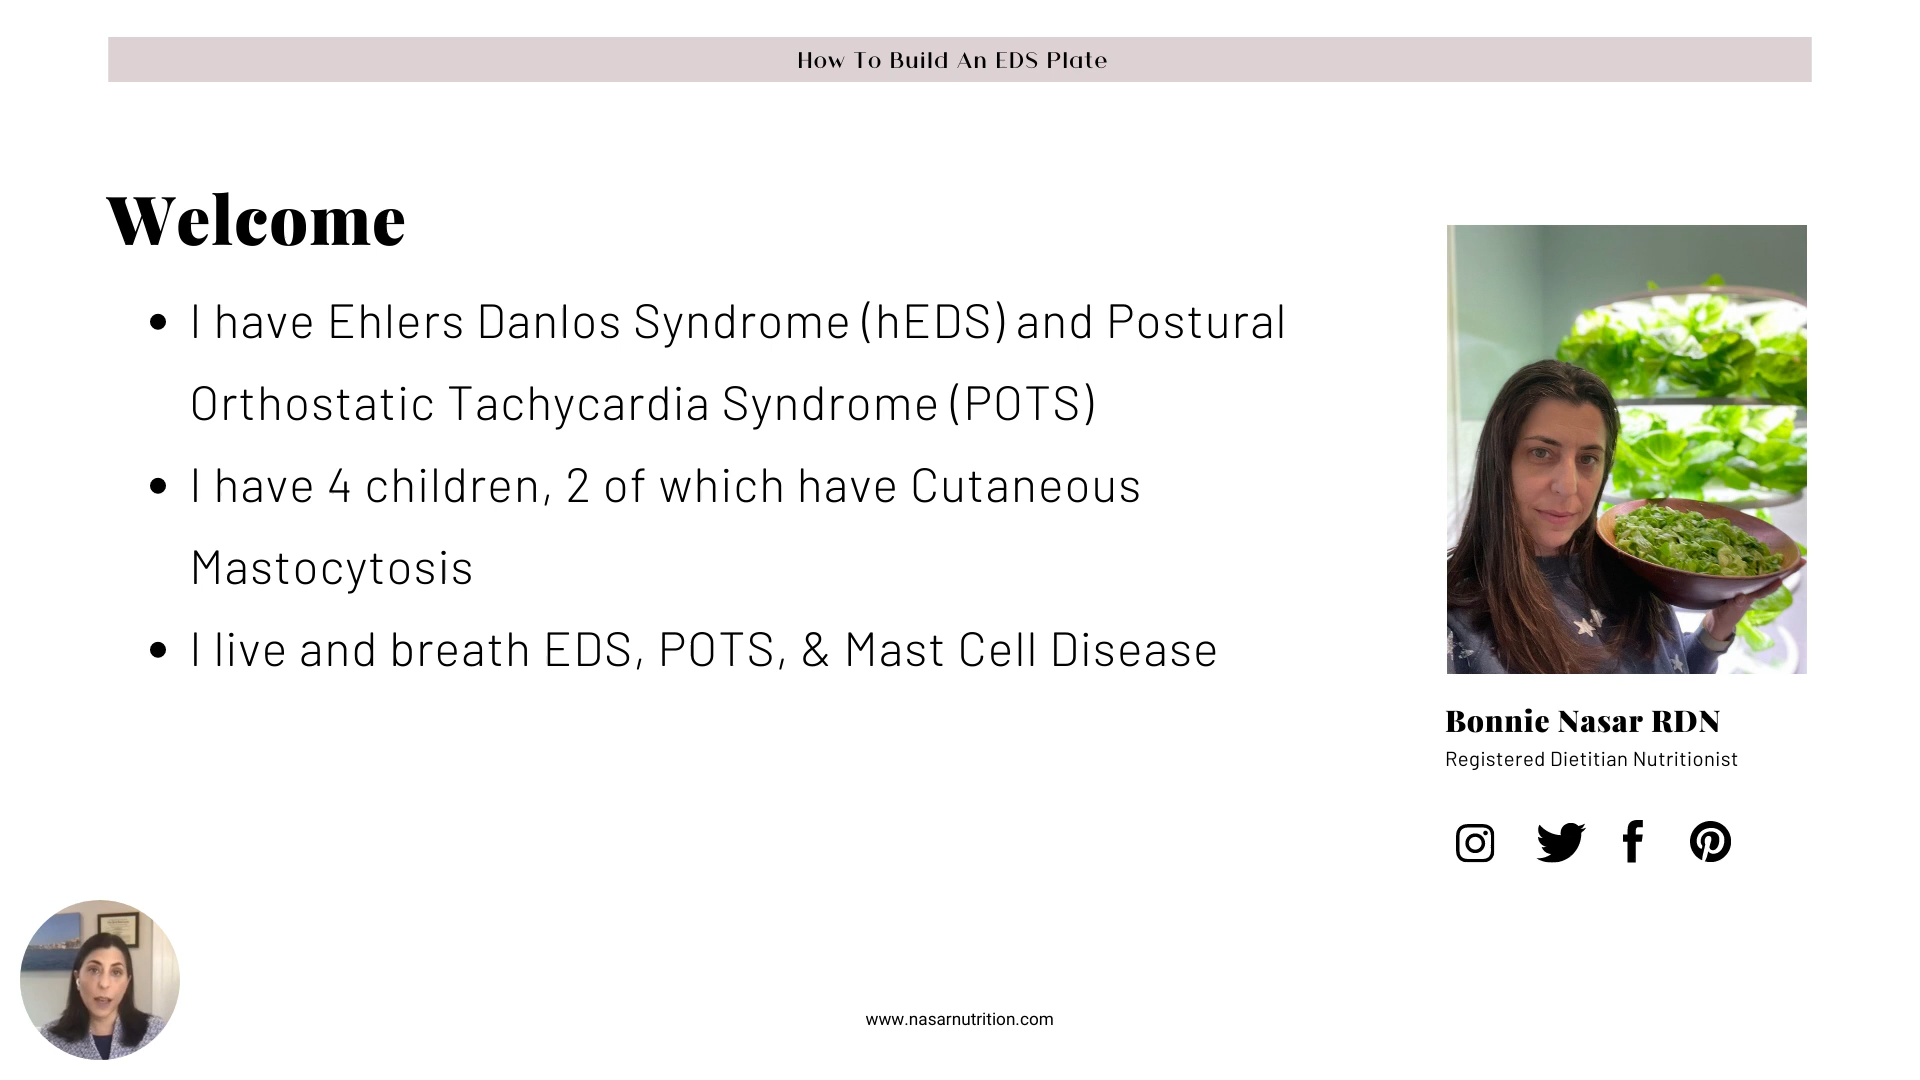 How To Build An EDS Plate
Welcome
I have Ehlers Danlos Syndrome (hEDS) and Postural
Orthostatic Tachycardia Syndrome (POTS)
I have 4 children, 2 of which have Cutaneous
Mastocytosis
I live and breath EDS, POTS, & Mast Cell Disease
Bonnie Nasar RDN
Registered Dietitian Nutritionist
www.nasarnutrition.com